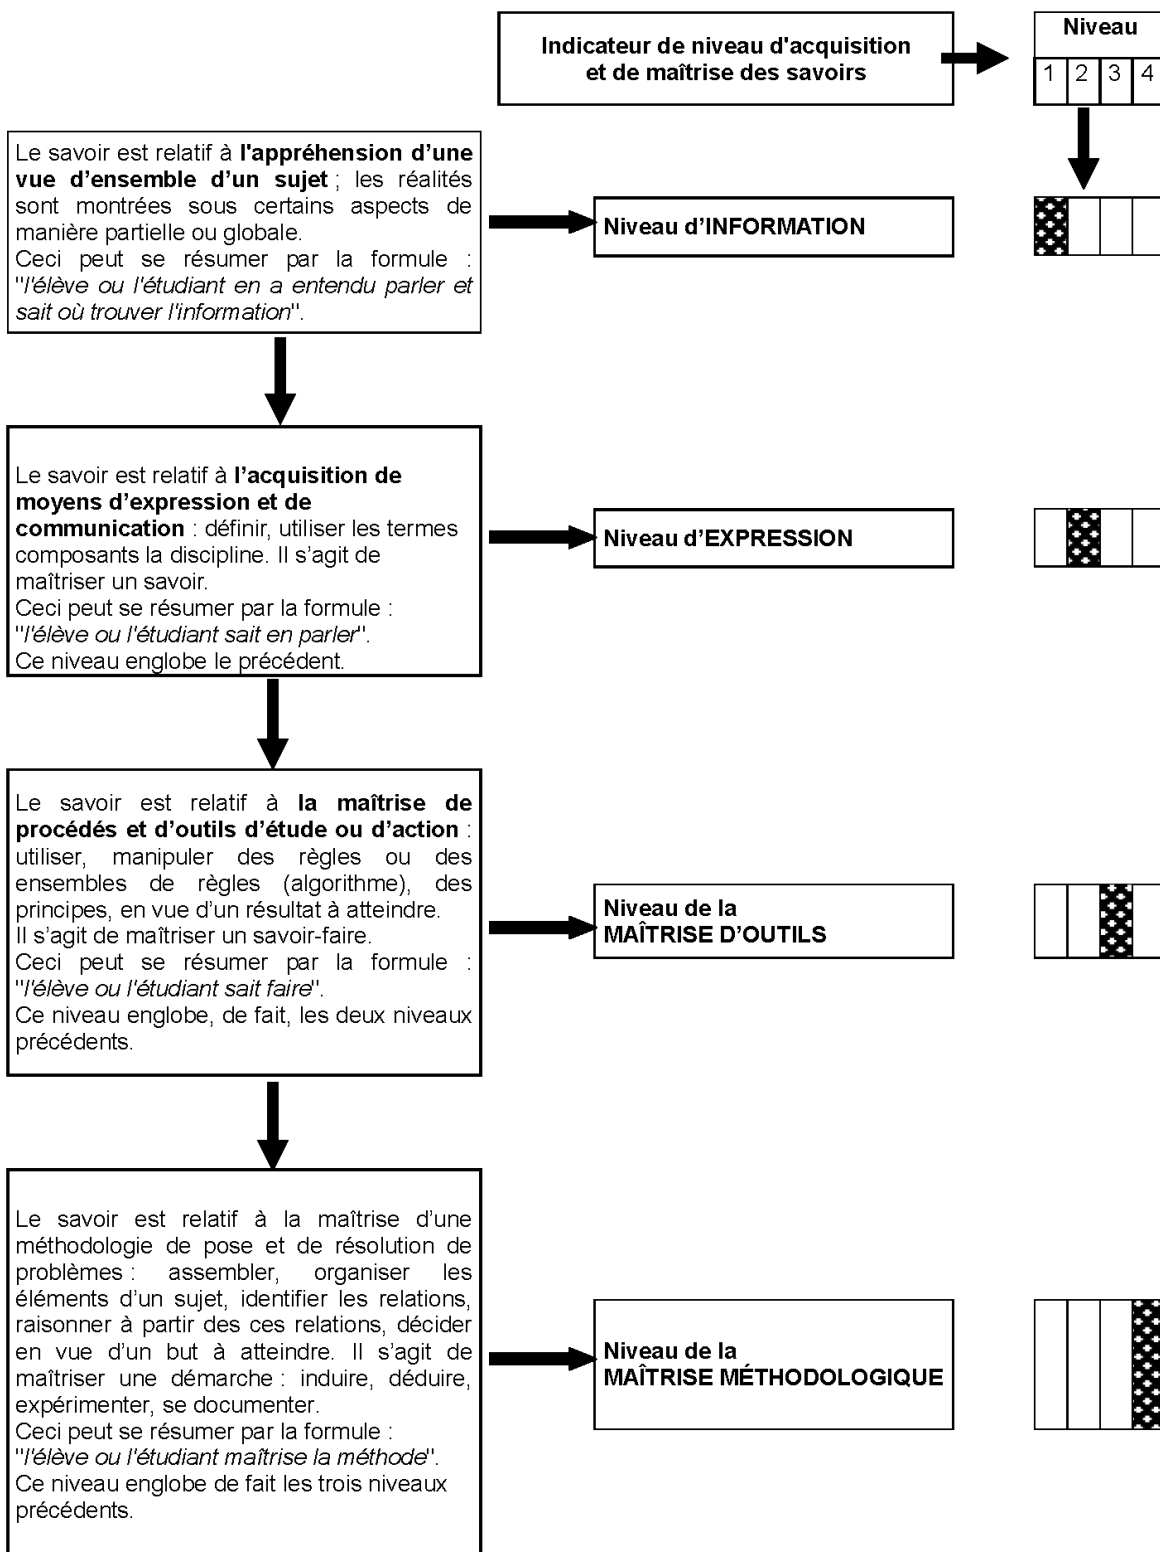 Indicateur de niveau d'acquisition
et de maîtrise des savoirs
Niveau
1 2 3 4
Le savoir est relatif à l'appréhension d’une
vue d'ensemble d’un sujet ; les réalités
sont montrées sous certains aspects de
manière partielle ou globale.
Ceci peut se résumer par la formule :
"l’élève ou l’étudiant en a entendu parler et
sait où trouver l'information".
Niveau d’INFORMATION
Le savoir est relatif à l’acquisition de
moyens d’expression et de
communication : définir, utiliser les termes
composants la discipline. Il s’agit de
maîtriser un savoir.
Ceci peut se résumer par la formule :
"l'élève ou l'étudiant sait en parler".
Ce niveau englobe le précédent.
Niveau d’EXPRESSION
Le savoir est relatif à la maîtrise de
procédés et d’outils d’étude ou d’action :
utiliser, manipuler des règles ou des
ensembles de règles (algorithme), des
principes, en vue d’un résultat à atteindre.
Il s’agit de maîtriser un savoir-faire.
Ceci peut se résumer par la formule :
"l'élève ou l'étudiant sait faire".
Ce niveau englobe, de fait, les deux niveaux
précédents.
Niveau de la
MAÎTRISE D’OUTILS
Le savoir est relatif à la maîtrise d’une
méthodologie de pose et de résolution de
problèmes : assembler, organiser les
éléments d’un sujet, identifier les relations,
raisonner à partir des ces relations, décider
en vue d’un but à atteindre. Il s’agit de
maîtriser une démarche : induire, déduire,
expérimenter, se documenter.
Ceci peut se résumer par la formule :
"l'élève ou l'étudiant maîtrise la méthode".
Ce niveau englobe de fait les trois niveaux
précédents.
Niveau de la
MAÎTRISE MÉTHODOLOGIQUE